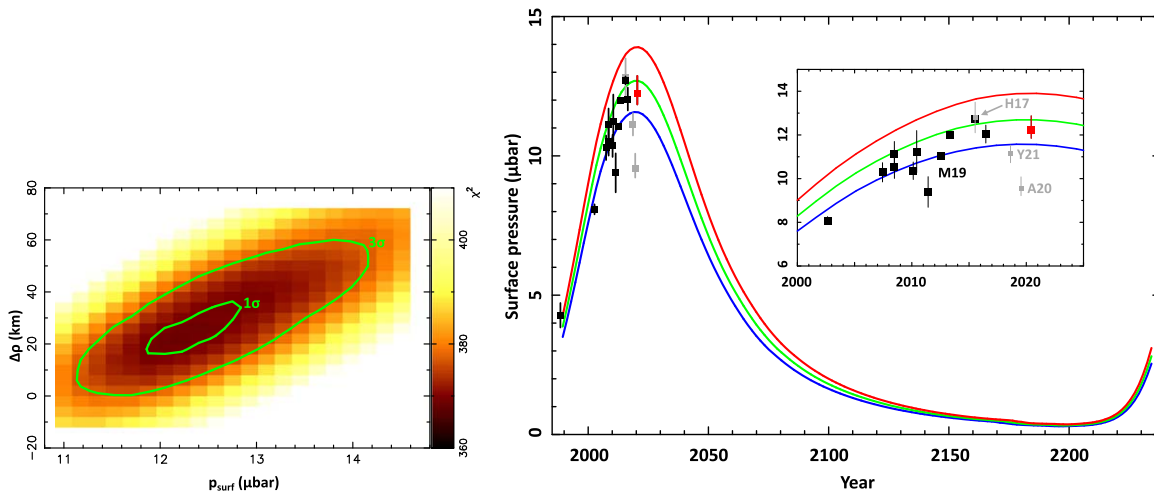 80
60
40
20
0
−20
Δρ (km)
11
12
13
14
p_surf (μbar)
1σ
3σ
χ²
400
380
360
15
10
5
0
Surface pressure (μbar)
2000
2050
2100
2150
2200
Year
14
12
10
8
6
2000
2010
2020
H17
M19
Y21
A20